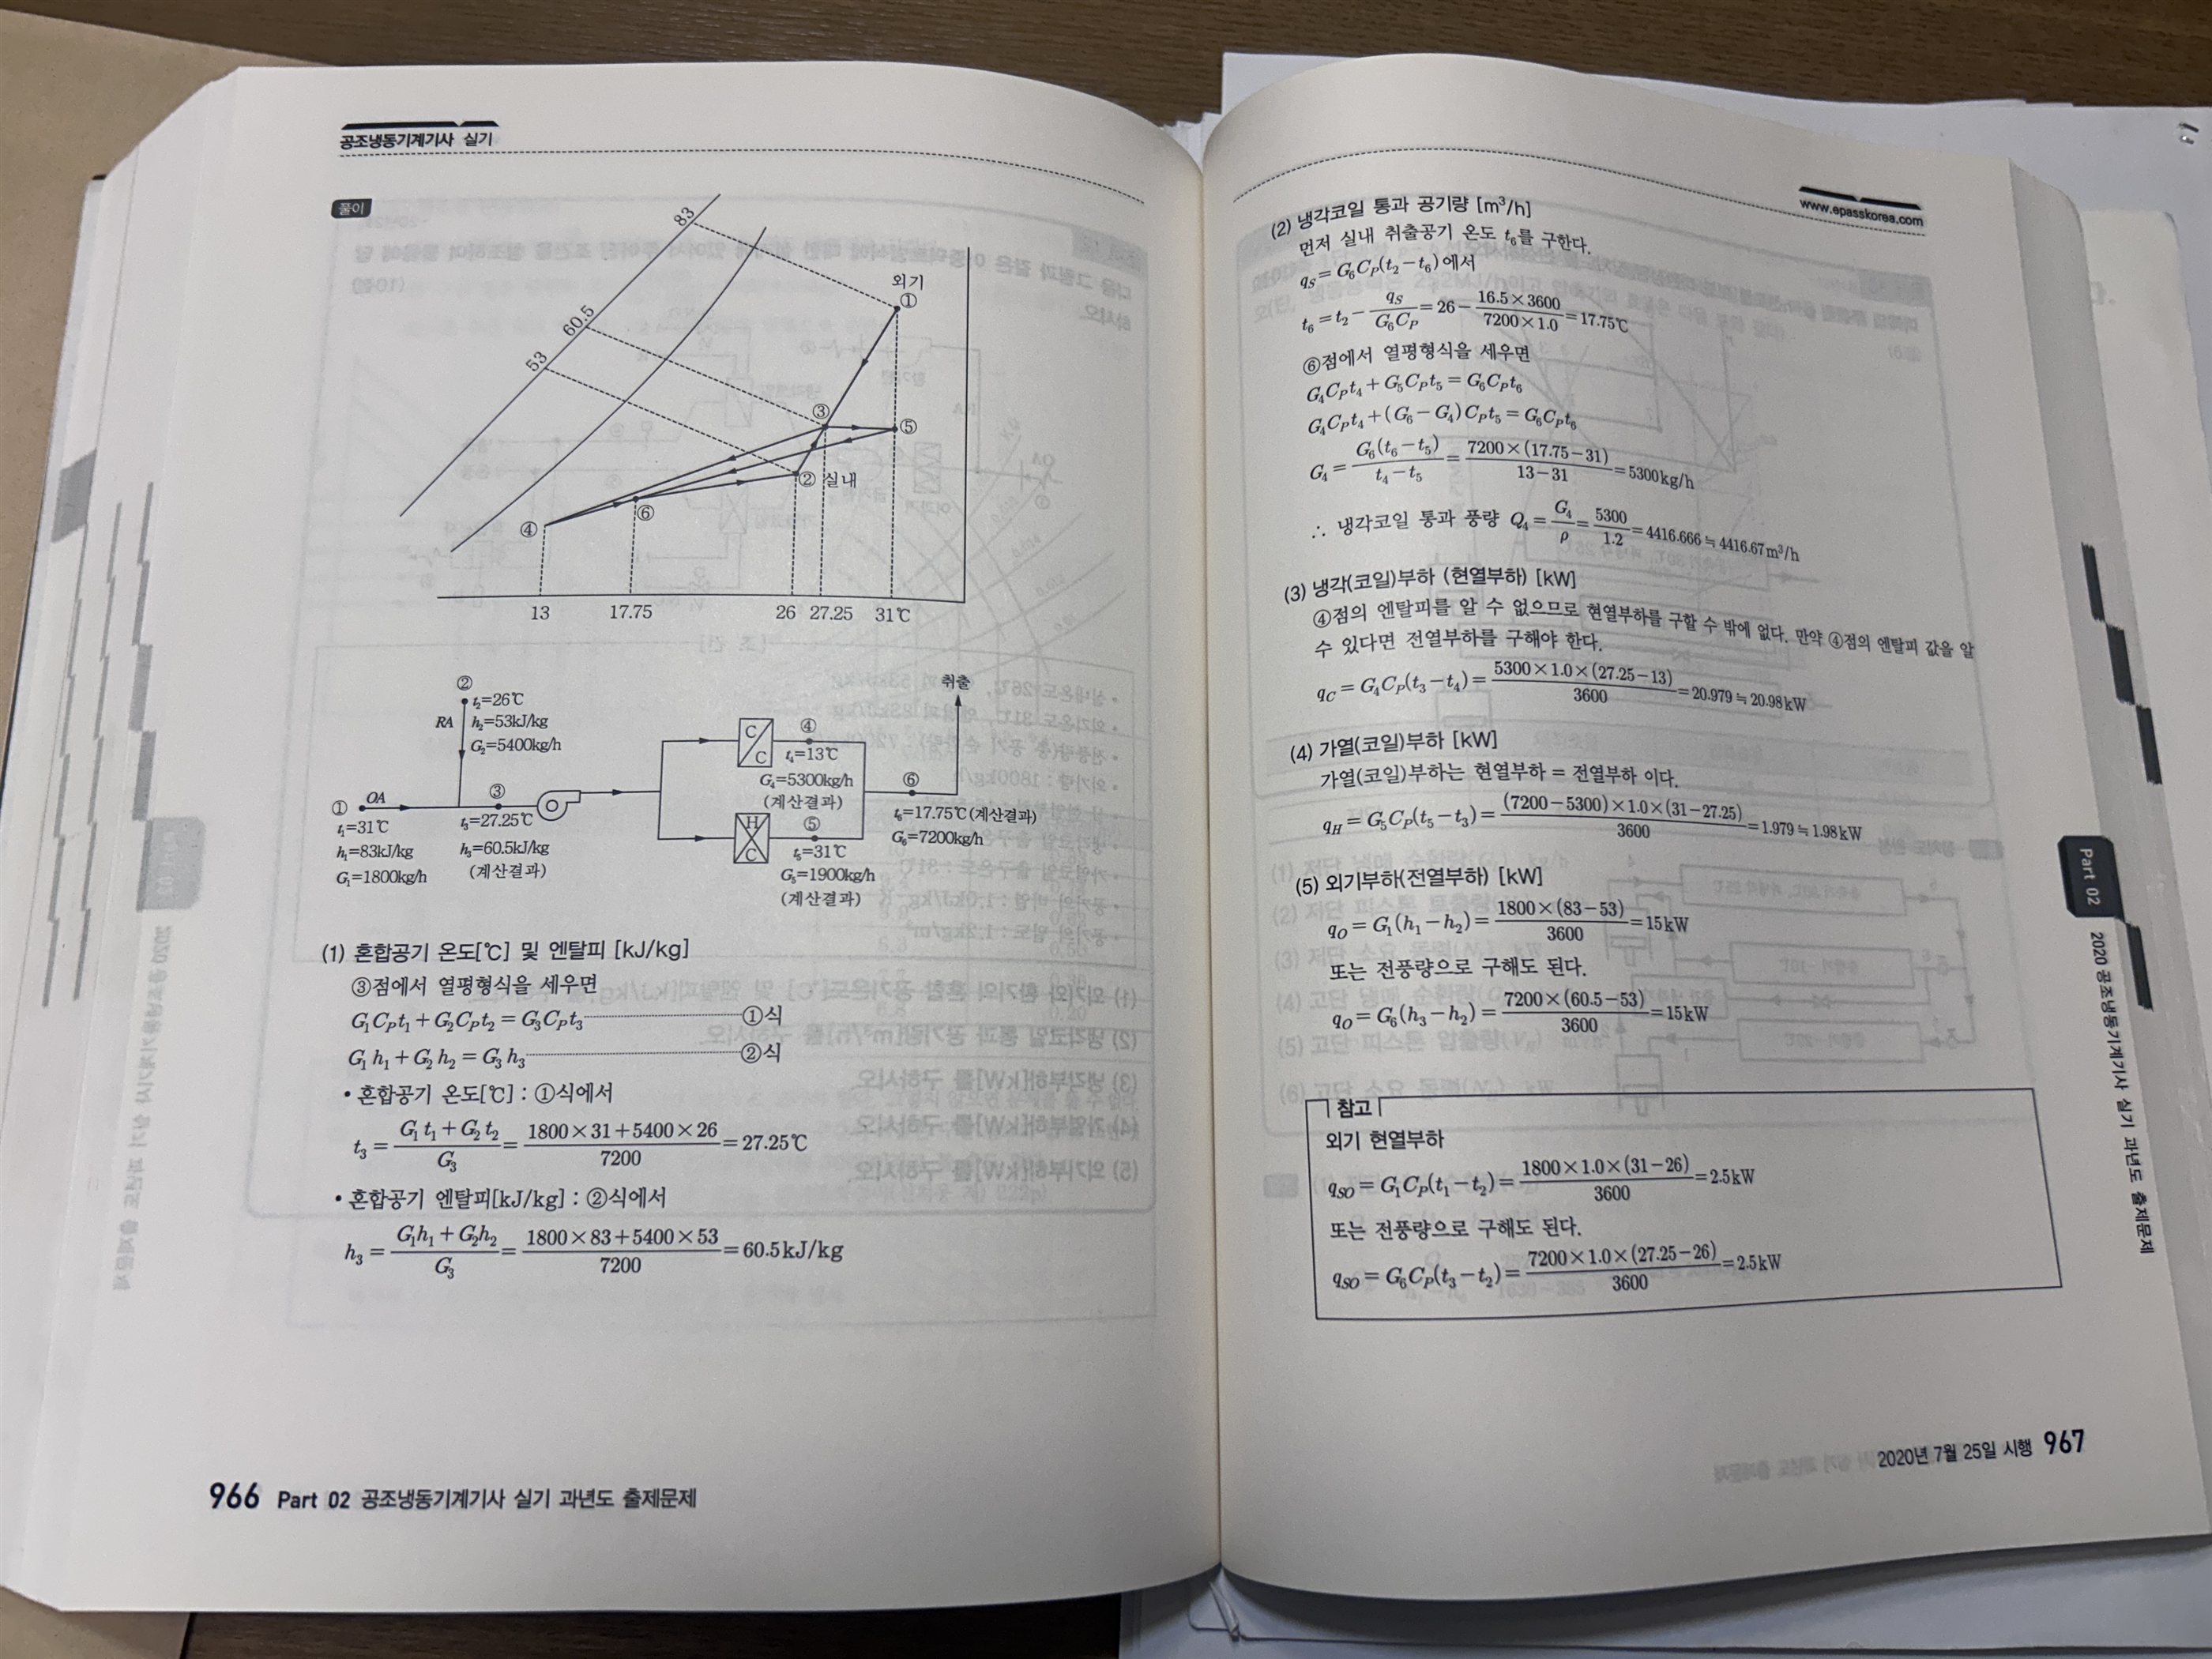 공조냉동기계기사 실기
풀이
83
60.5
53
외기
①
③
⑤
② 실내
⑥
④
13 17.75 26 27.25 31℃
②
t₂=26℃
RA h₂=53kJ/kg
G₂=5400kg/h
① OA
t₁=31℃
h₁=83kJ/kg
G₁=1800kg/h
③
t₃=27.25℃
h₃=60.5kJ/kg
(계산결과)
C C
④
t₄=13℃
G₄=5300kg/h
(계산결과)
H C
⑤
t₅=31℃
G₅=1900kg/h
(계산결과)
취출
⑥
t₆=17.75℃(계산결과)
G₆=7200kg/h
(1) 혼합공기 온도[℃] 및 엔탈피 [kJ/kg]
③점에서 열평형식을 세우면
G₁C_Pt₁+G₂C_Pt₂=G₃C_Pt₃ ①식
G₁h₁+G₂h₂=G₃h₃ ②식
• 혼합공기 온도[℃] : ①식에서
t₃=(G₁t₁+G₂t₂)/G₃=(1800×31+5400×26)/7200=27.25℃
• 혼합공기 엔탈피[kJ/kg] : ②식에서
h₃=(G₁h₁+G₂h₂)/G₃=(1800×83+5400×53)/7200=60.5kJ/kg
966 Part 02 공조냉동기계기사 실기 과년도 출제문제
www.epasskorea.com
(2) 냉각코일 통과 공기량 [m³/h]
먼저 실내 취출공기 온도 t₆를 구한다.
q_S=G₆C_P(t₂-t₆)에서
t₆=t₂-q_S/(G₆C_P)=26-(16.5×3600)/(7200×1.0)=17.75℃
⑥점에서 열평형식을 세우면
G₄C_Pt₄+G₅C_Pt₅=G₆C_Pt₆
G₄C_Pt₄+(G₆-G₄)C_Pt₅=G₆C_Pt₆
G₄=G₆(t₆-t₅)/(t₄-t₅)=7200×(17.75-31)/(13-31)=5300kg/h
∴ 냉각코일 통과 풍량 Q₄=G₄/ρ=5300/1.2=4416.666≒4416.67m³/h
(3) 냉각(코일)부하 (현열부하) [kW]
④점의 엔탈피를 알 수 없으므로 현열부하를 구할 수 밖에 없다. 만약 ④점의 엔탈피 값을 알
수 있다면 전열부하를 구해야 한다.
q_C=G₄C_P(t₃-t₄)=5300×1.0×(27.25-13)/3600=20.979≒20.98kW
(4) 가열(코일)부하 [kW]
가열(코일)부하는 현열부하 = 전열부하 이다.
q_H=G₅C_P(t₅-t₃)=(7200-5300)×1.0×(31-27.25)/3600=1.979≒1.98kW
(5) 외기부하(전열부하) [kW]
q_O=G₁(h₁-h₂)=1800×(83-53)/3600=15kW
또는 전풍량으로 구해도 된다.
q_O=G₆(h₃-h₂)=7200×(60.5-53)/3600=15kW
참고
외기 현열부하
q_SO=G₁C_P(t₁-t₂)=1800×1.0×(31-26)/3600=2.5kW
또는 전풍량으로 구해도 된다.
q_SO=G₆C_P(t₃-t₂)=7200×1.0×(27.25-26)/3600=2.5kW
Part 02
2020 공조냉동기계기사 실기 과년도 출제문제
2020년 7월 25일 시행 967